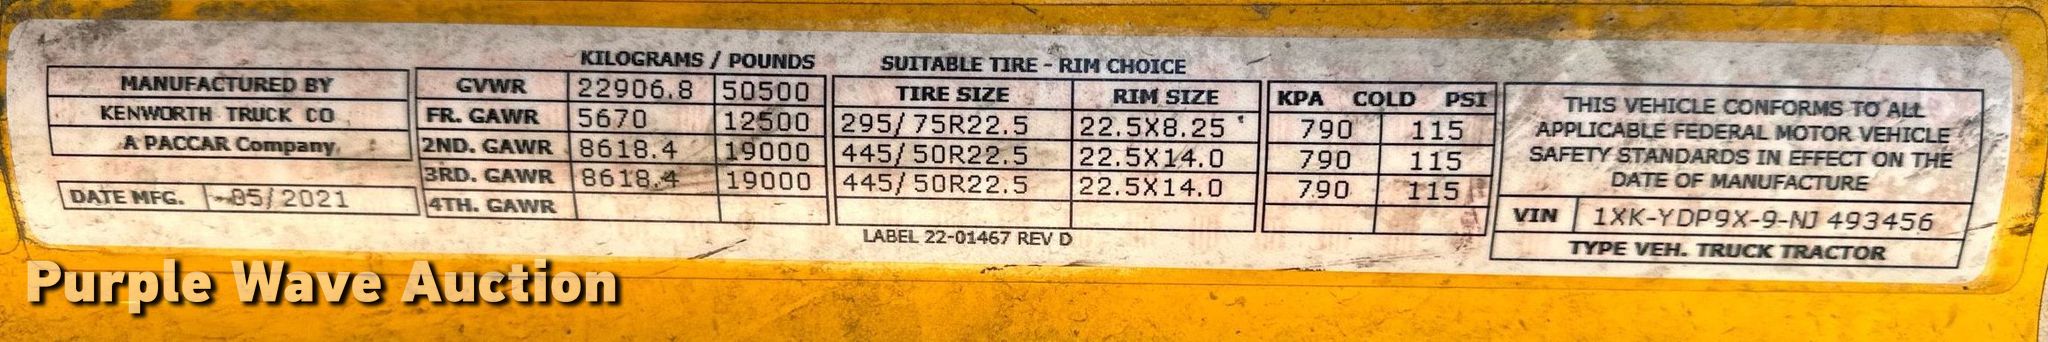 KILOGRAMS / POUNDS
SUITABLE TIRE - RIM CHOICE
MANUFACTURED BY
KENWORTH TRUCK CO
A PACCAR Company
DATE MFG. 05/2021
GVWR 22906.8 50500
FR. GAWR 5670 12500
2ND. GAWR 8618.4 19000
3RD. GAWR 8618.4 19000
4TH. GAWR
TIRE SIZE RIM SIZE
295/75R22.5 22.5X8.25
445/50R22.5 22.5X14.0
445/50R22.5 22.5X14.0
KPA COLD PSI
790 115
790 115
790 115
LABEL 22-01467 REV D
THIS VEHICLE CONFORMS TO ALL
APPLICABLE FEDERAL MOTOR VEHICLE
SAFETY STANDARDS IN EFFECT ON THE
DATE OF MANUFACTURE
VIN 1XK-YDP9X-9-NJ 493456
TYPE VEH. TRUCK TRACTOR
Purple Wave Auction